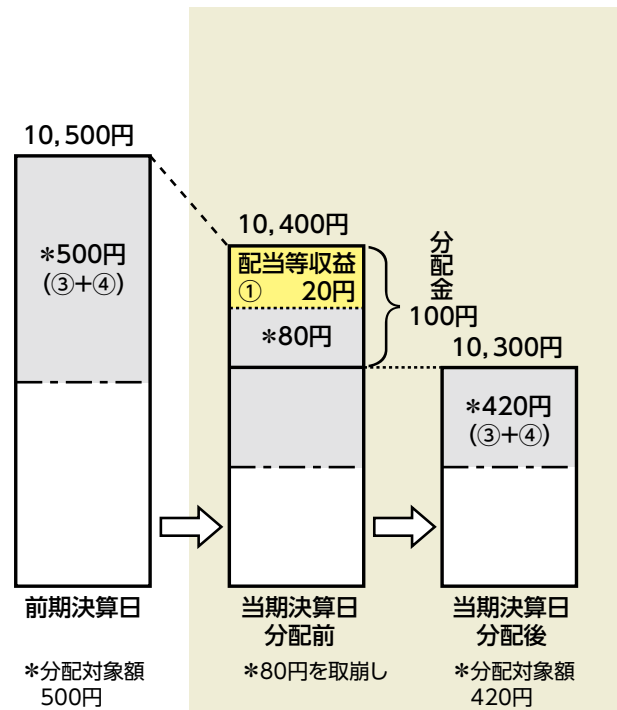 10,500円
*500円
(③+④)
10,400円
配当等収益
① 20円
*80円
分配金
100円
10,300円
*420円
(③+④)
前期決算日
当期決算日
分配前
当期決算日
分配後
*分配対象額
500円
*80円を取崩し
*分配対象額
420円